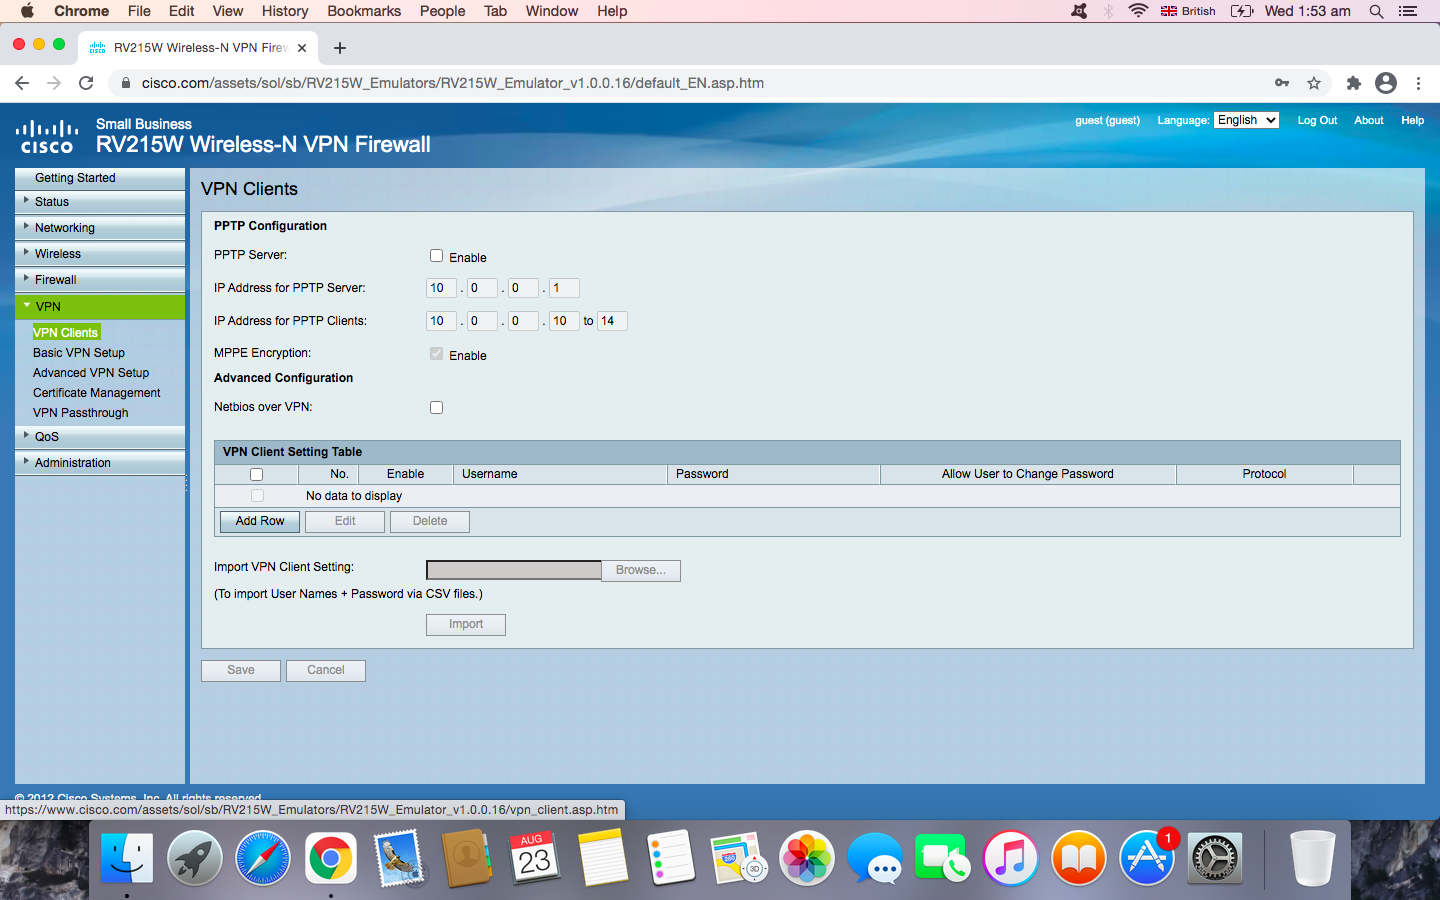 Chrome File Edit View History Bookmarks People Tab Window Help British Wed 1:53 am
RV215W Wireless-N VPN Firew
cisco.com/assets/sol/sb/RV215W_Emulators/RV215W_Emulator_v1.0.0.16/default_EN.asp.htm
cisco
Small Business
RV215W Wireless-N VPN Firewall
guest (guest) Language: English Log Out About Help
Getting Started
Status
Networking
Wireless
Firewall
VPN
VPN Clients
Basic VPN Setup
Advanced VPN Setup
Certificate Management
VPN Passthrough
QoS
Administration
VPN Clients
PPTP Configuration
PPTP Server: Enable
IP Address for PPTP Server: 10 . 0 . 0 . 1
IP Address for PPTP Clients: 10 . 0 . 0 . 10 to 14
MPPE Encryption: Enable
Advanced Configuration
Netbios over VPN:
VPN Client Setting Table
No. Enable Username Password Allow User to Change Password Protocol
No data to display
Add Row Edit Delete
Import VPN Client Setting: Browse...
(To import User Names + Password via CSV files.)
Import
Save Cancel
© 2012 Cisco Systems, Inc. All rights reserved.
https://www.cisco.com/assets/sol/sb/RV215W_Emulators/RV215W_Emulator_v1.0.0.16/vpn_client.asp.htm
AUG
23
280
3D
1